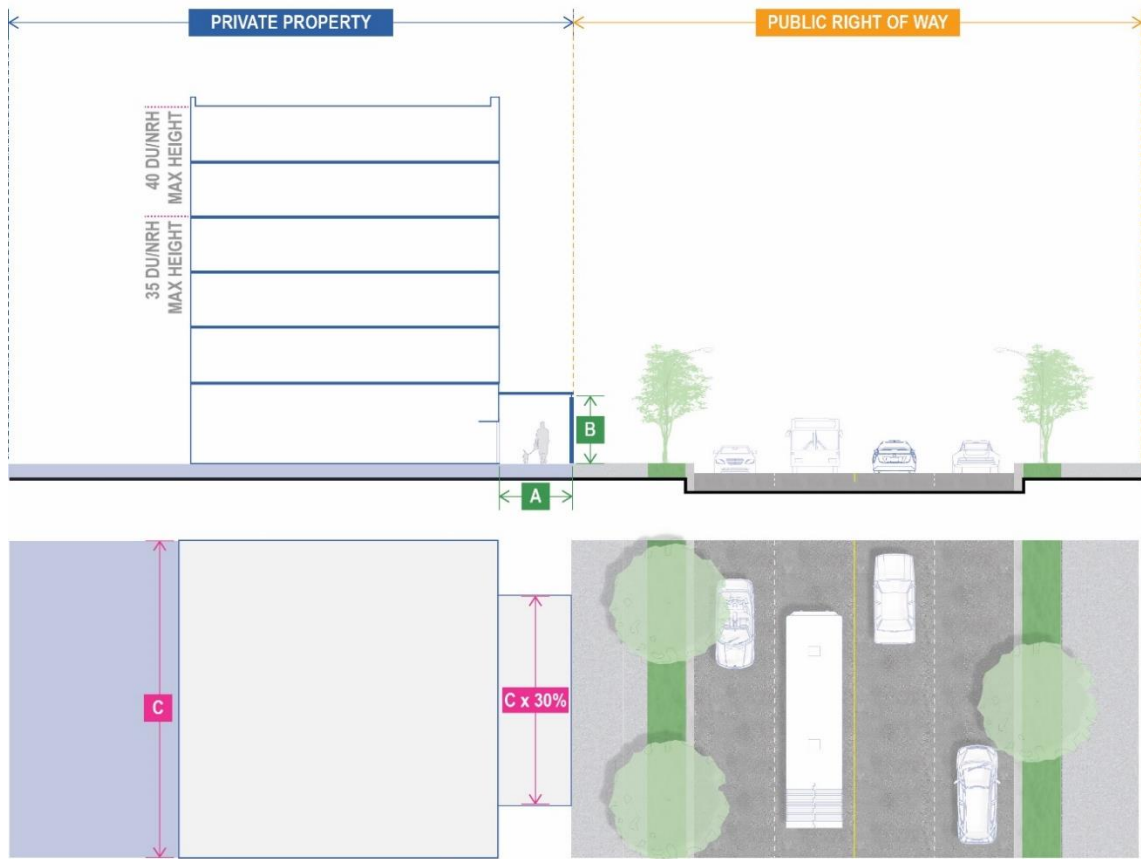 PRIVATE PROPERTY
PUBLIC RIGHT OF WAY
40 DU/NRH
MAX HEIGHT
35 DU/NRH
MAX HEIGHT
B
A
C
C x 30%